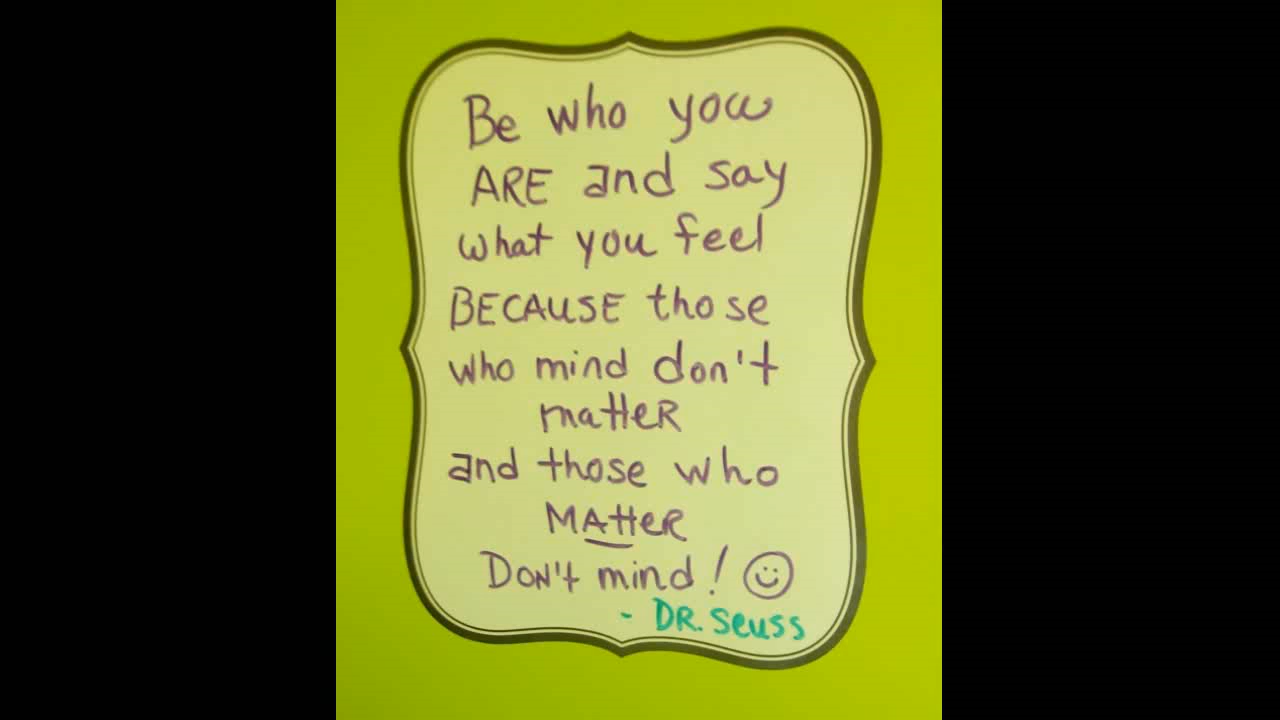 Be who you
ARE and say
what you feel
BECAUSE those
who mind don't
matteR
and those who
MAtteR
DON't mind! ☺
- DR. Seuss